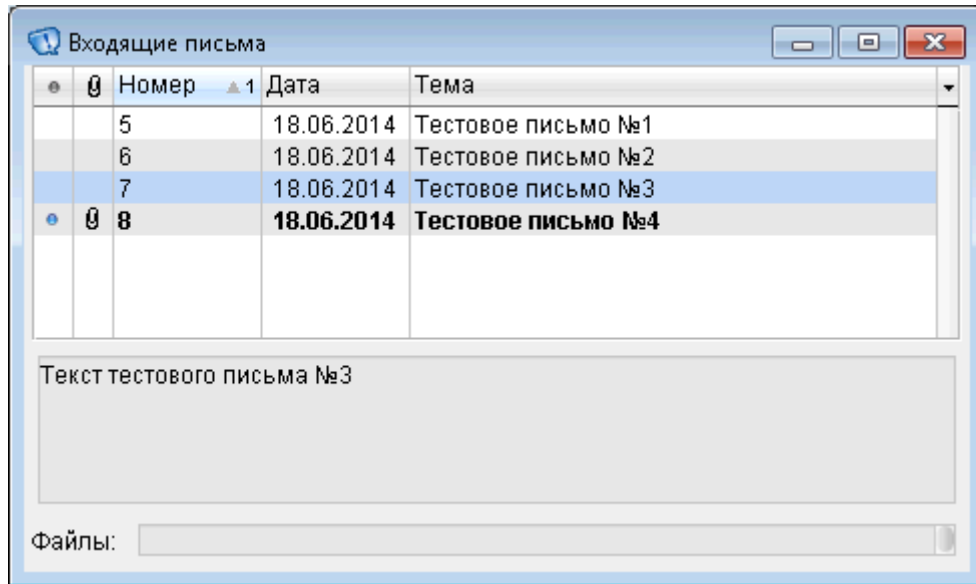 Входящие письма
Номер 1 Дата Тема
5 18.06.2014 Тестовое письмо №1
6 18.06.2014 Тестовое письмо №2
7 18.06.2014 Тестовое письмо №3
8 18.06.2014 Тестовое письмо №4
Текст тестового письма №3
Файлы: